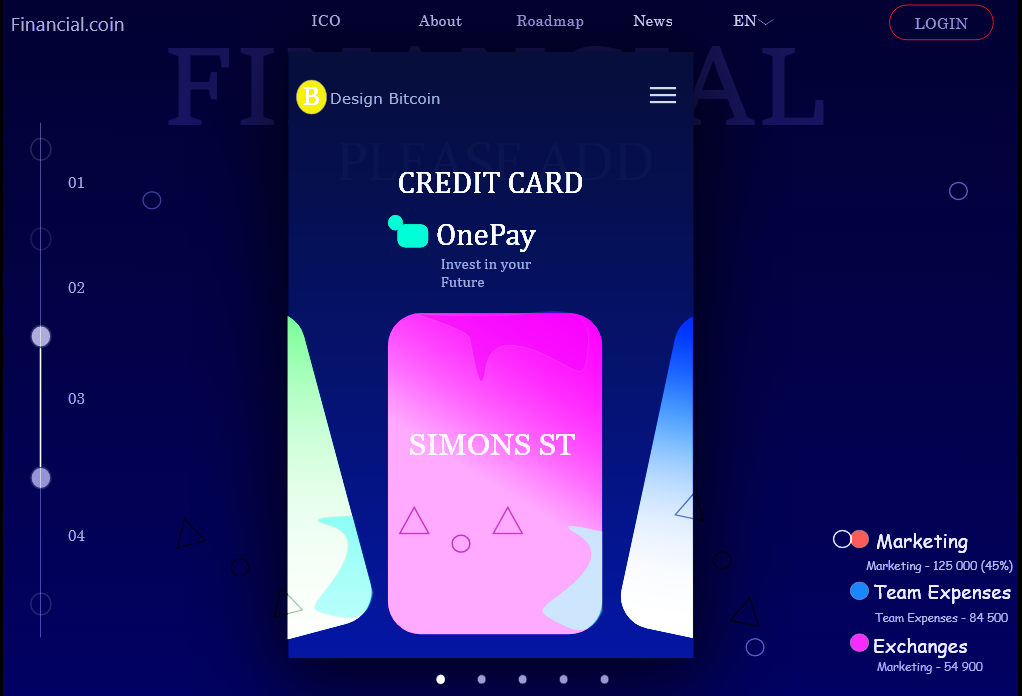 Financial.coin
ICO About Roadmap News EN LOGIN
FINANCIAL
B Design Bitcoin
PLEASE ADD
CREDIT CARD
OnePay
Invest in your
Future
01
02
03
04
SIMONS ST
Marketing
Marketing - 125 000 (45%)
Team Expenses
Team Expenses - 84 500
Exchanges
Marketing - 54 900